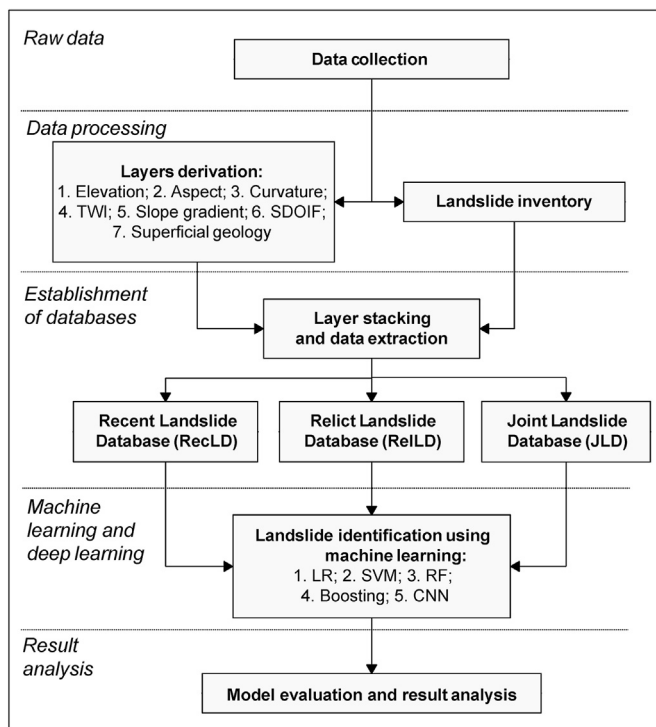 Raw data
Data collection
Data processing
Layers derivation:
1. Elevation; 2. Aspect; 3. Curvature;
4. TWI; 5. Slope gradient; 6. SDOIF;
7. Superficial geology
Landslide inventory
Establishment
of databases
Layer stacking
and data extraction
Recent Landslide
Database (RecLD)
Relict Landslide
Database (RelLD)
Joint Landslide
Database (JLD)
Machine
learning and
deep learning
Landslide identification using
machine learning:
1. LR; 2. SVM; 3. RF;
4. Boosting; 5. CNN
Result
analysis
Model evaluation and result analysis